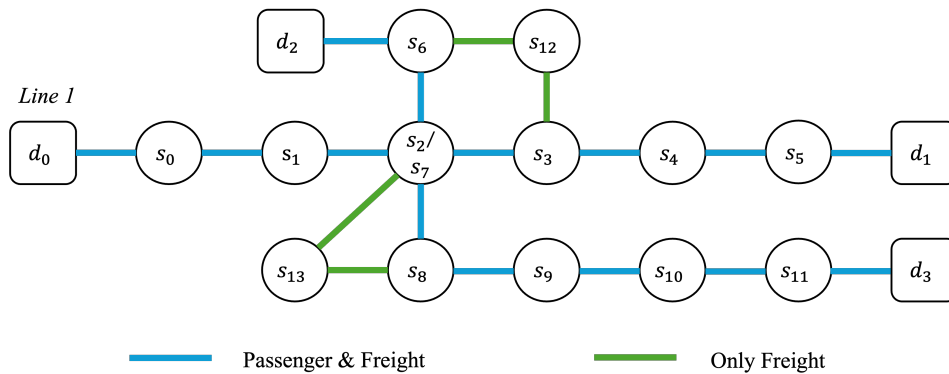 d₂
s₆
s₁₂
Line 1
d₀
s₀
s₁
s₂/
s₇
s₃
s₄
s₅
d₁
s₁₃
s₈
s₉
s₁₀
s₁₁
d₃
Passenger & Freight
Only Freight